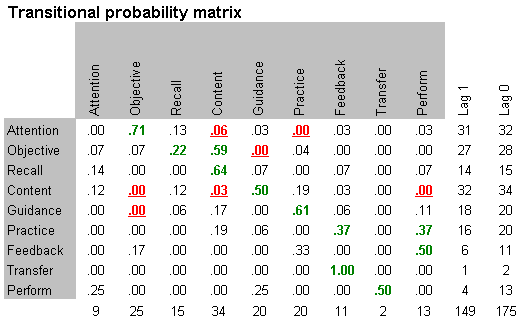 Transitional probability matrix
Attention Objective Recall Content Guidance Practice Feedback Transfer Perform Lag 1 Lag 0
Attention .00 .71 .13 .06 .03 .00 .03 .00 .03 31 32
Objective .07 .07 .22 .59 .00 .04 .00 .00 .00 27 28
Recall .14 .00 .00 .64 .07 .00 .07 .00 .07 14 15
Content .12 .00 .12 .03 .50 .19 .03 .00 .00 32 34
Guidance .00 .00 .06 .17 .00 .61 .06 .00 .11 18 20
Practice .00 .00 .00 .19 .06 .00 .37 .00 .37 16 20
Feedback .00 .17 .00 .00 .00 .33 .00 .00 .50 6 11
Transfer .00 .00 .00 .00 .00 .00 1.00 .00 .00 1 2
Perform .25 .00 .00 .00 .25 .00 .00 .50 .00 4 13
9 25 15 34 20 20 11 2 13 149 175